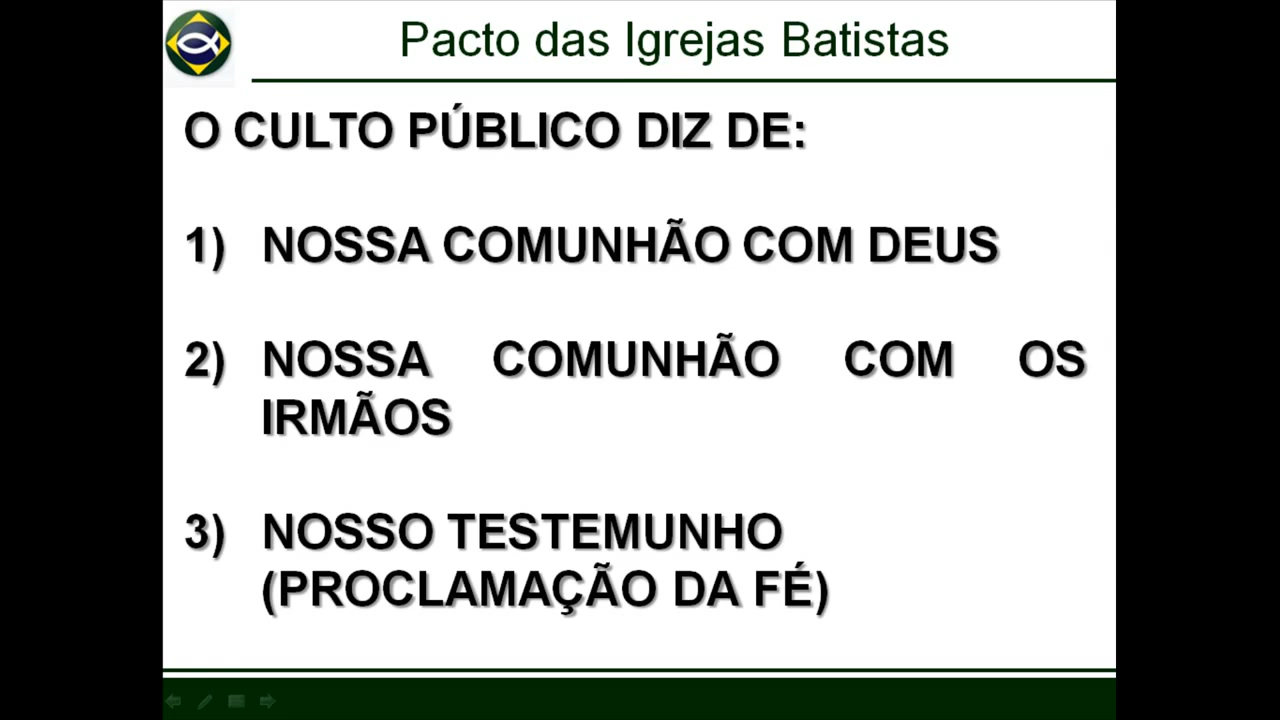 Pacto das Igrejas Batistas
O CULTO PÚBLICO DIZ DE:
1) NOSSA COMUNHÃO COM DEUS
2) NOSSA COMUNHÃO COM OS
IRMÃOS
3) NOSSO TESTEMUNHO
(PROCLAMAÇÃO DA FÉ)